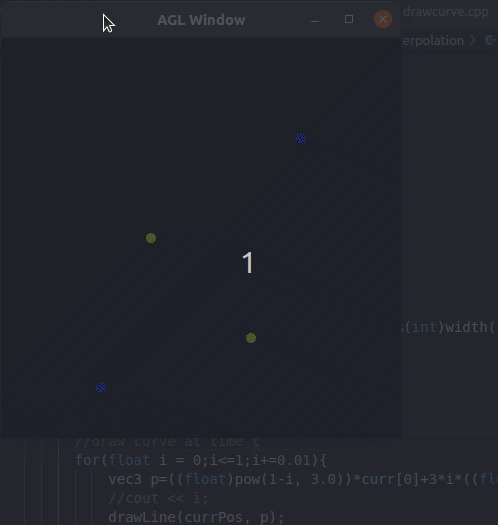 AGL Window
drawcurve.cpp
erpolation >
1
(int)width(
//draw curve at time t
for(float i = 0;i<=1;i+=0.01){
vec3 p=((float)pow(1-i, 3.0))*curr[0]+3*i*((fl
//cout << i;
drawLine(currPos, p);